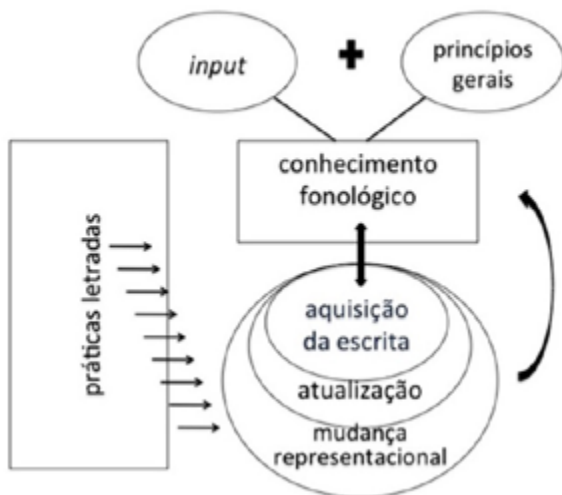 input
+
princípios
gerais
conhecimento
fonológico
práticas letradas
aquisição
da escrita
atualização
mudança
representacional